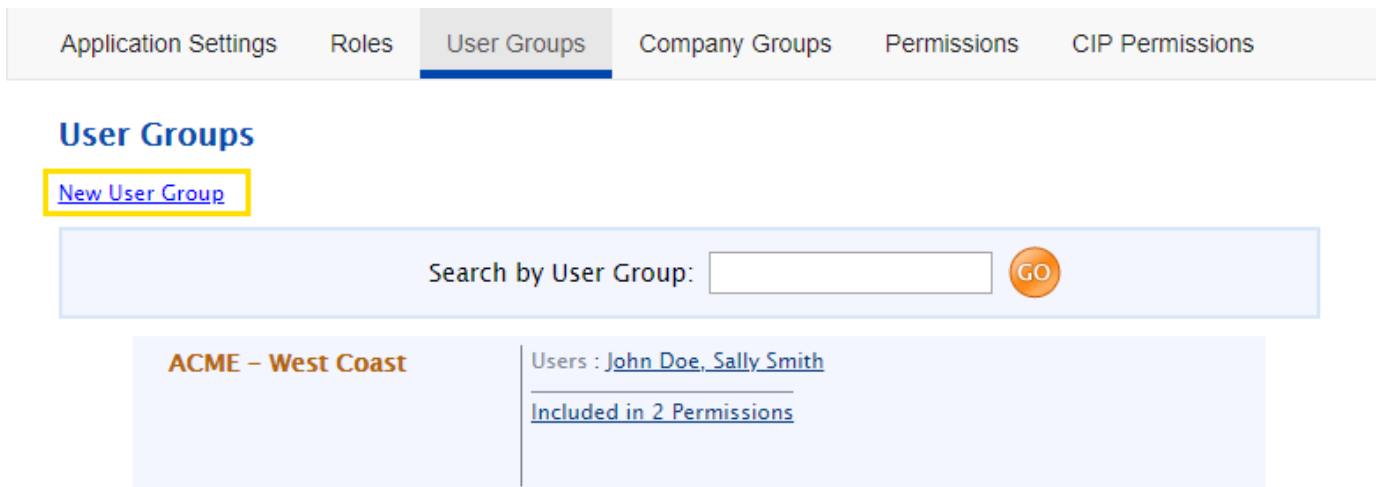 Application Settings Roles User Groups Company Groups Permissions CIP Permissions
User Groups
New User Group
Search by User Group: GO
ACME – West Coast Users : John Doe, Sally Smith
Included in 2 Permissions